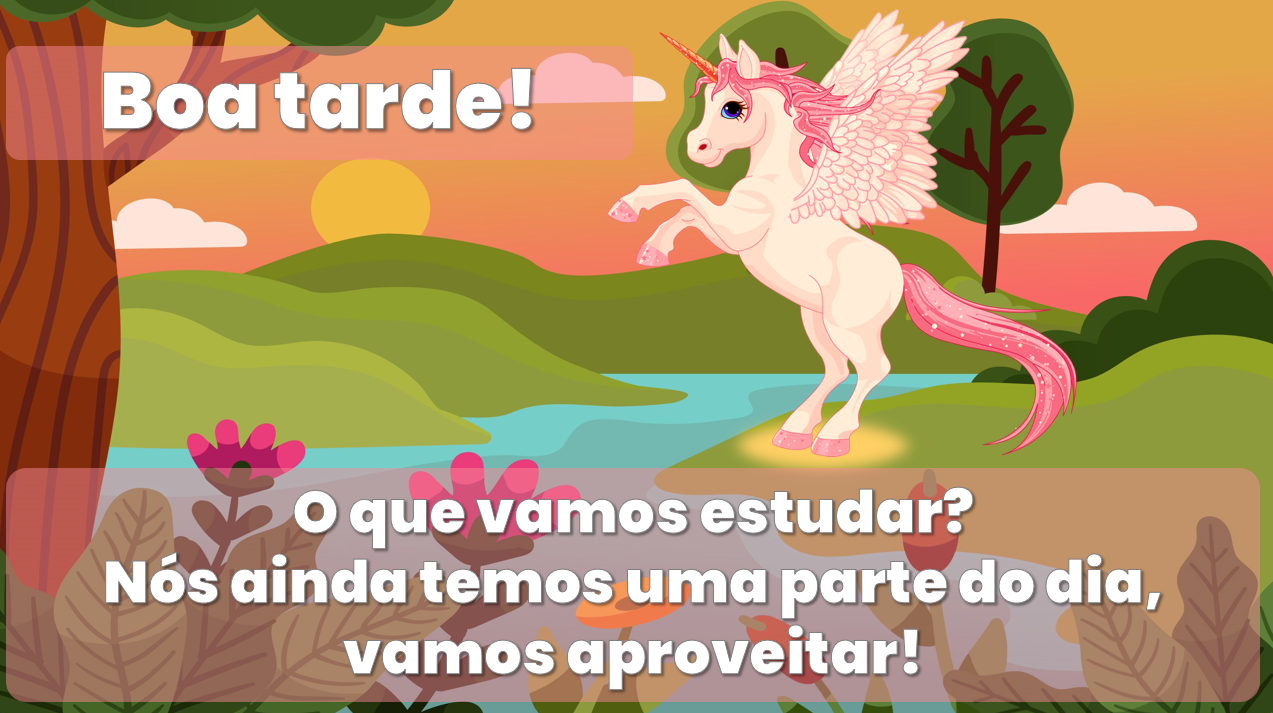 Boa tarde!
O que vamos estudar?
Nós ainda temos uma parte do dia,
vamos aproveitar!